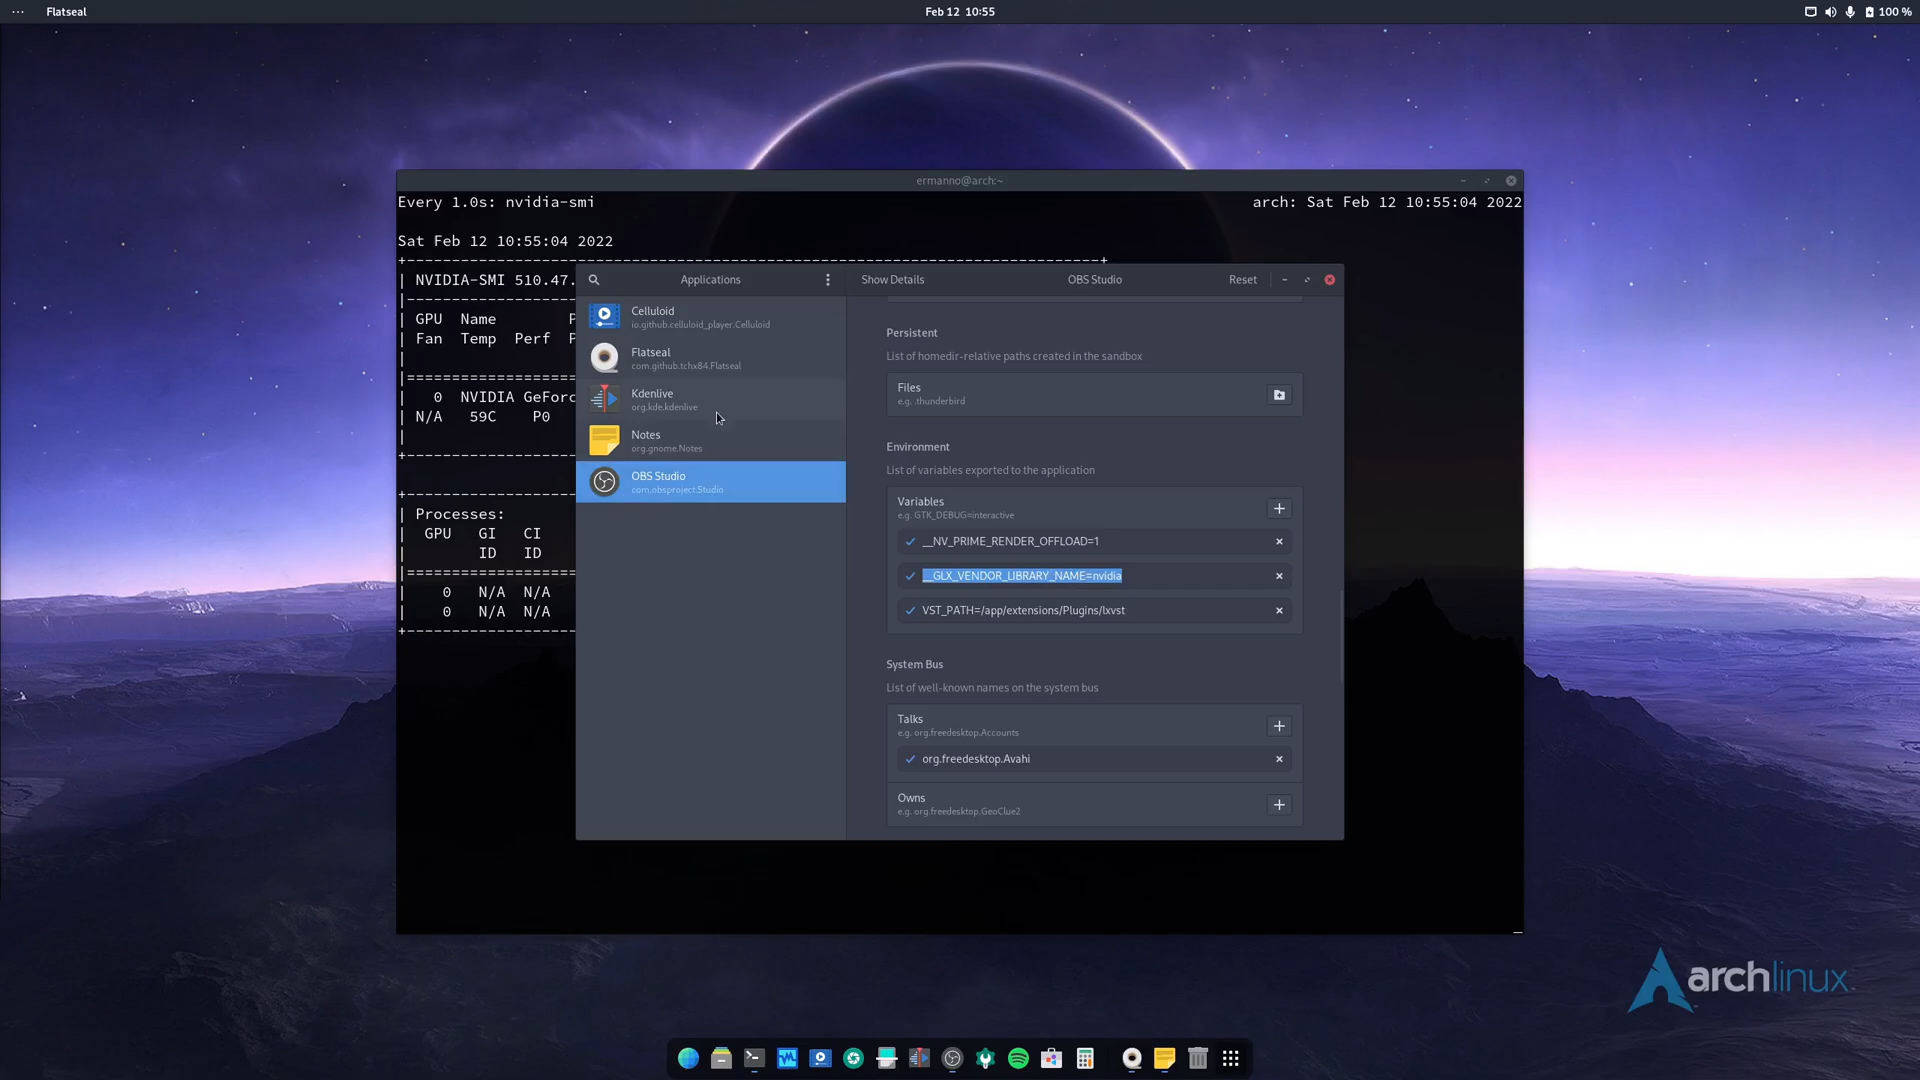 Flatseal
Feb 12 10:55
100 %
ermanno@arch:~
Every 1.0s: nvidia-smi
arch: Sat Feb 12 10:55:04 2022
Sat Feb 12 10:55:04 2022
+-----------------------------------------------------------------------------+
| NVIDIA-SMI 510.47.
| GPU Name P
| Fan Temp Perf P
| 0 NVIDIA GeForc
| N/A 59C P0
| Processes:
| GPU GI CI
| ID ID
| 0 N/A N/A
| 0 N/A N/A
Applications
Celluloid
io.github.celluloid_player.Celluloid
Flatseal
com.github.tchx84.Flatseal
Kdenlive
org.kde.kdenlive
Notes
org.gnome.Notes
OBS Studio
com.obsproject.Studio
Show Details
OBS Studio
Reset
Persistent
List of homedir-relative paths created in the sandbox
Files
e.g. .thunderbird
Environment
List of variables exported to the application
Variables
e.g. GTK_DEBUG=interactive
__NV_PRIME_RENDER_OFFLOAD=1
__GLX_VENDOR_LIBRARY_NAME=nvidia
VST_PATH=/app/extensions/Plugins/lxvst
System Bus
List of well-known names on the system bus
Talks
e.g. org.freedesktop.Accounts
org.freedesktop.Avahi
Owns
e.g. org.freedesktop.GeoClue2
archlinux